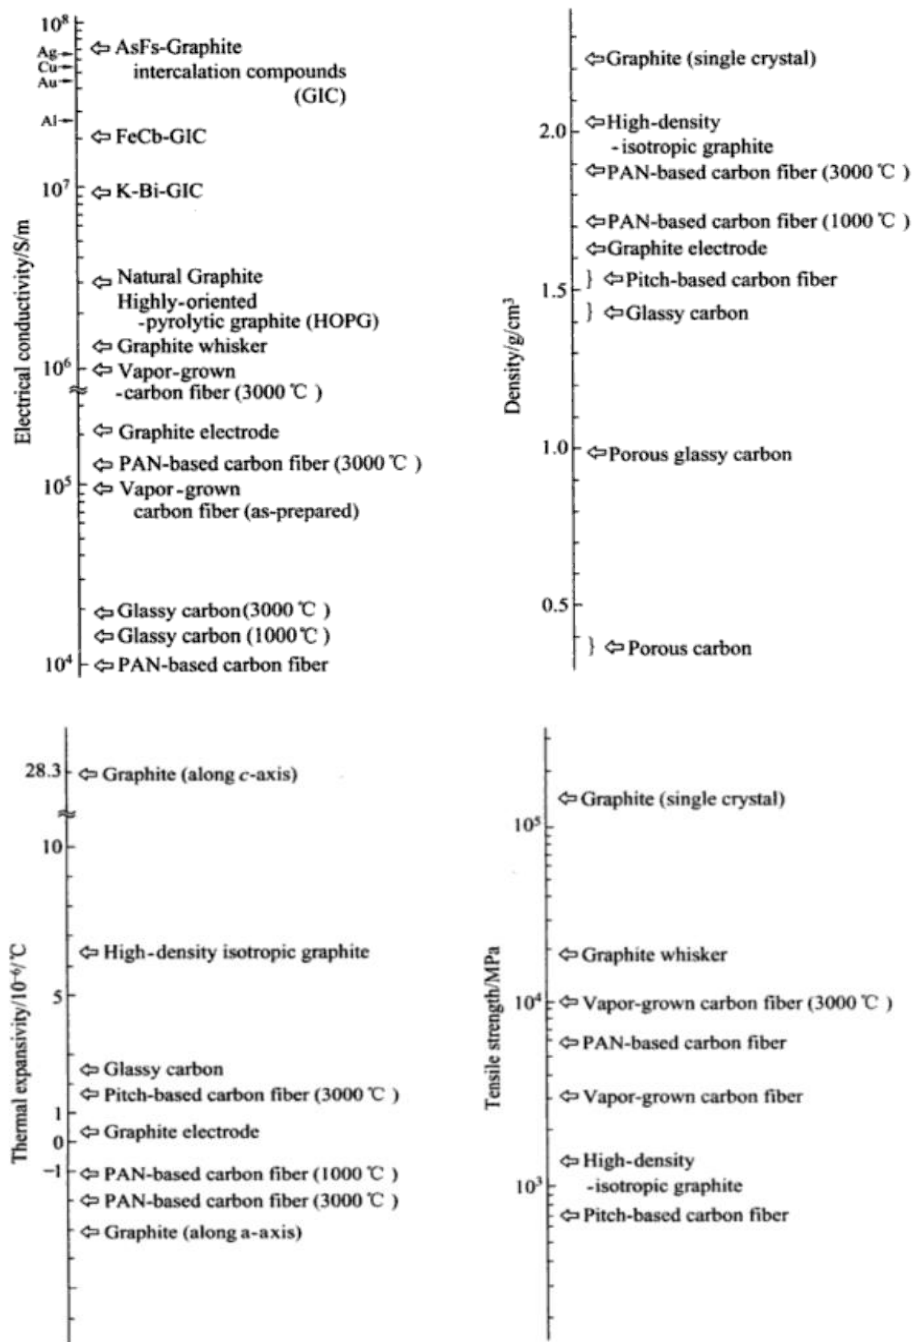 10⁸
Ag
Cu
Au
Al
10⁷
10⁶
10⁵
10⁴
Electrical conductivity/S/m
AsFs-Graphite
intercalation compounds
(GIC)
FeCb-GIC
K-Bi-GIC
Natural Graphite
Highly-oriented
-pyrolytic graphite (HOPG)
Graphite whisker
Vapor-grown
-carbon fiber (3000 ℃ )
Graphite electrode
PAN-based carbon fiber (3000 ℃ )
Vapor-grown
carbon fiber (as-prepared)
Glassy carbon (3000 ℃ )
Glassy carbon (1000 ℃ )
PAN-based carbon fiber
2.0
1.5
1.0
0.5
Density/g/cm³
Graphite (single crystal)
High-density
-isotropic graphite
PAN-based carbon fiber (3000 ℃ )
PAN-based carbon fiber (1000 ℃ )
Graphite electrode
} Pitch-based carbon fiber
} Glassy carbon
Porous glassy carbon
} Porous carbon
28.3
10
5
1
0
−1
Thermal expansivity/10⁻⁶/℃
Graphite (along c-axis)
High-density isotropic graphite
Glassy carbon
Pitch-based carbon fiber (3000 ℃ )
Graphite electrode
PAN-based carbon fiber (1000 ℃ )
PAN-based carbon fiber (3000 ℃ )
Graphite (along a-axis)
10⁵
10⁴
10³
Tensile strength/MPa
Graphite (single crystal)
Graphite whisker
Vapor-grown carbon fiber (3000 ℃ )
PAN-based carbon fiber
Vapor-grown carbon fiber
High-density
-isotropic graphite
Pitch-based carbon fiber